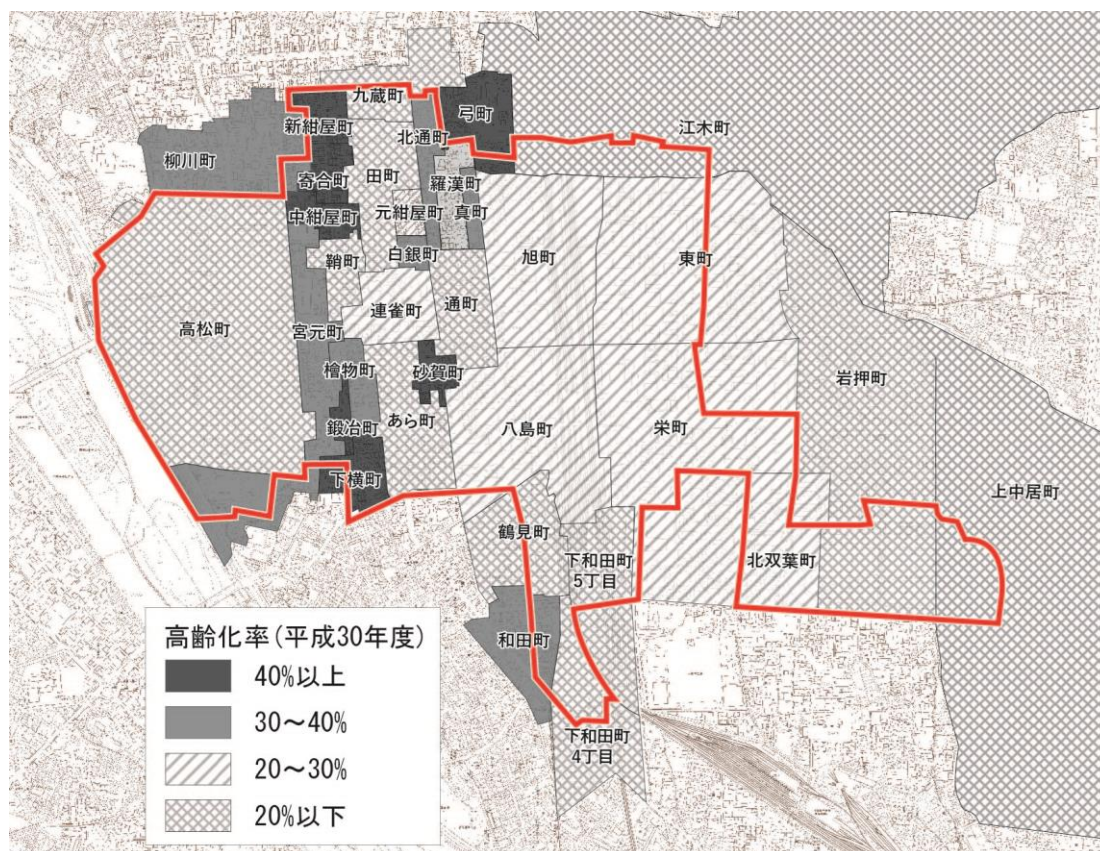 九蔵町
弓町
新紺屋町
北通町
江木町
柳川町
寄合町
田町
羅漢町
中紺屋町
元紺屋町
真町
鞘町
白銀町
旭町
東町
連雀町
通町
高松町
宮元町
檜物町
砂賀町
岩押町
あら町
鍛冶町
八島町
栄町
下横町
上中居町
鶴見町
下和田町
5丁目
北双葉町
和田町
下和田町
4丁目
高齢化率(平成30年度)
40%以上
30～40%
20～30%
20%以下